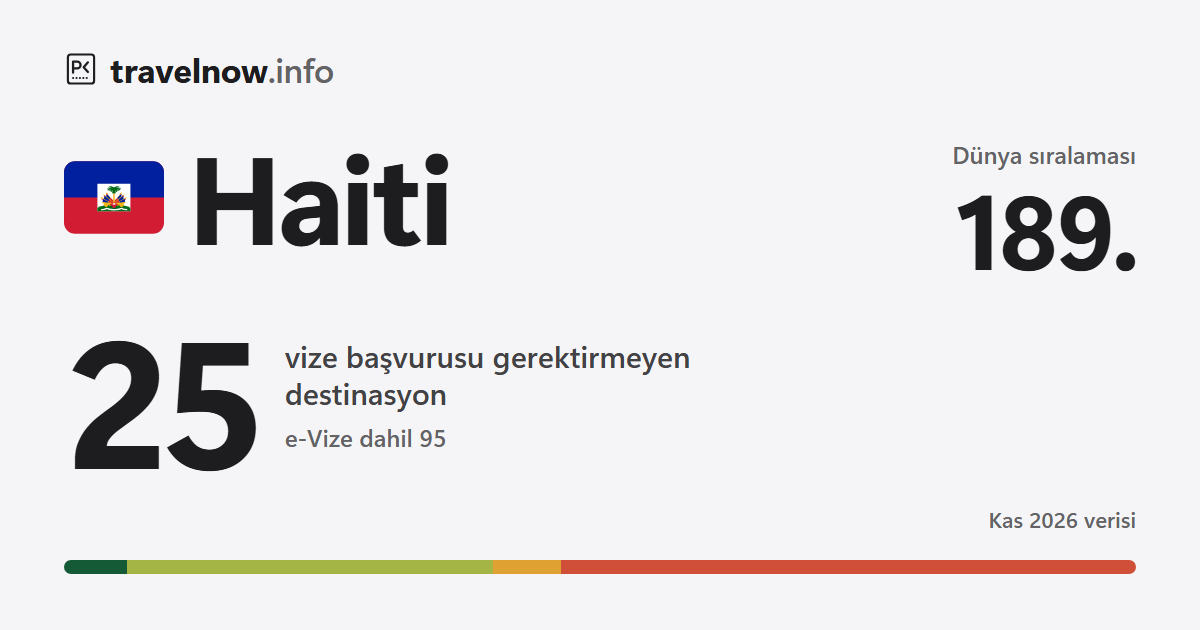 travelnow.info
Haiti
Dünya sıralaması
189.
25
vize başvurusu gerektirmeyen
destinasyon
e-Vize dahil 95
Kas 2026 verisi